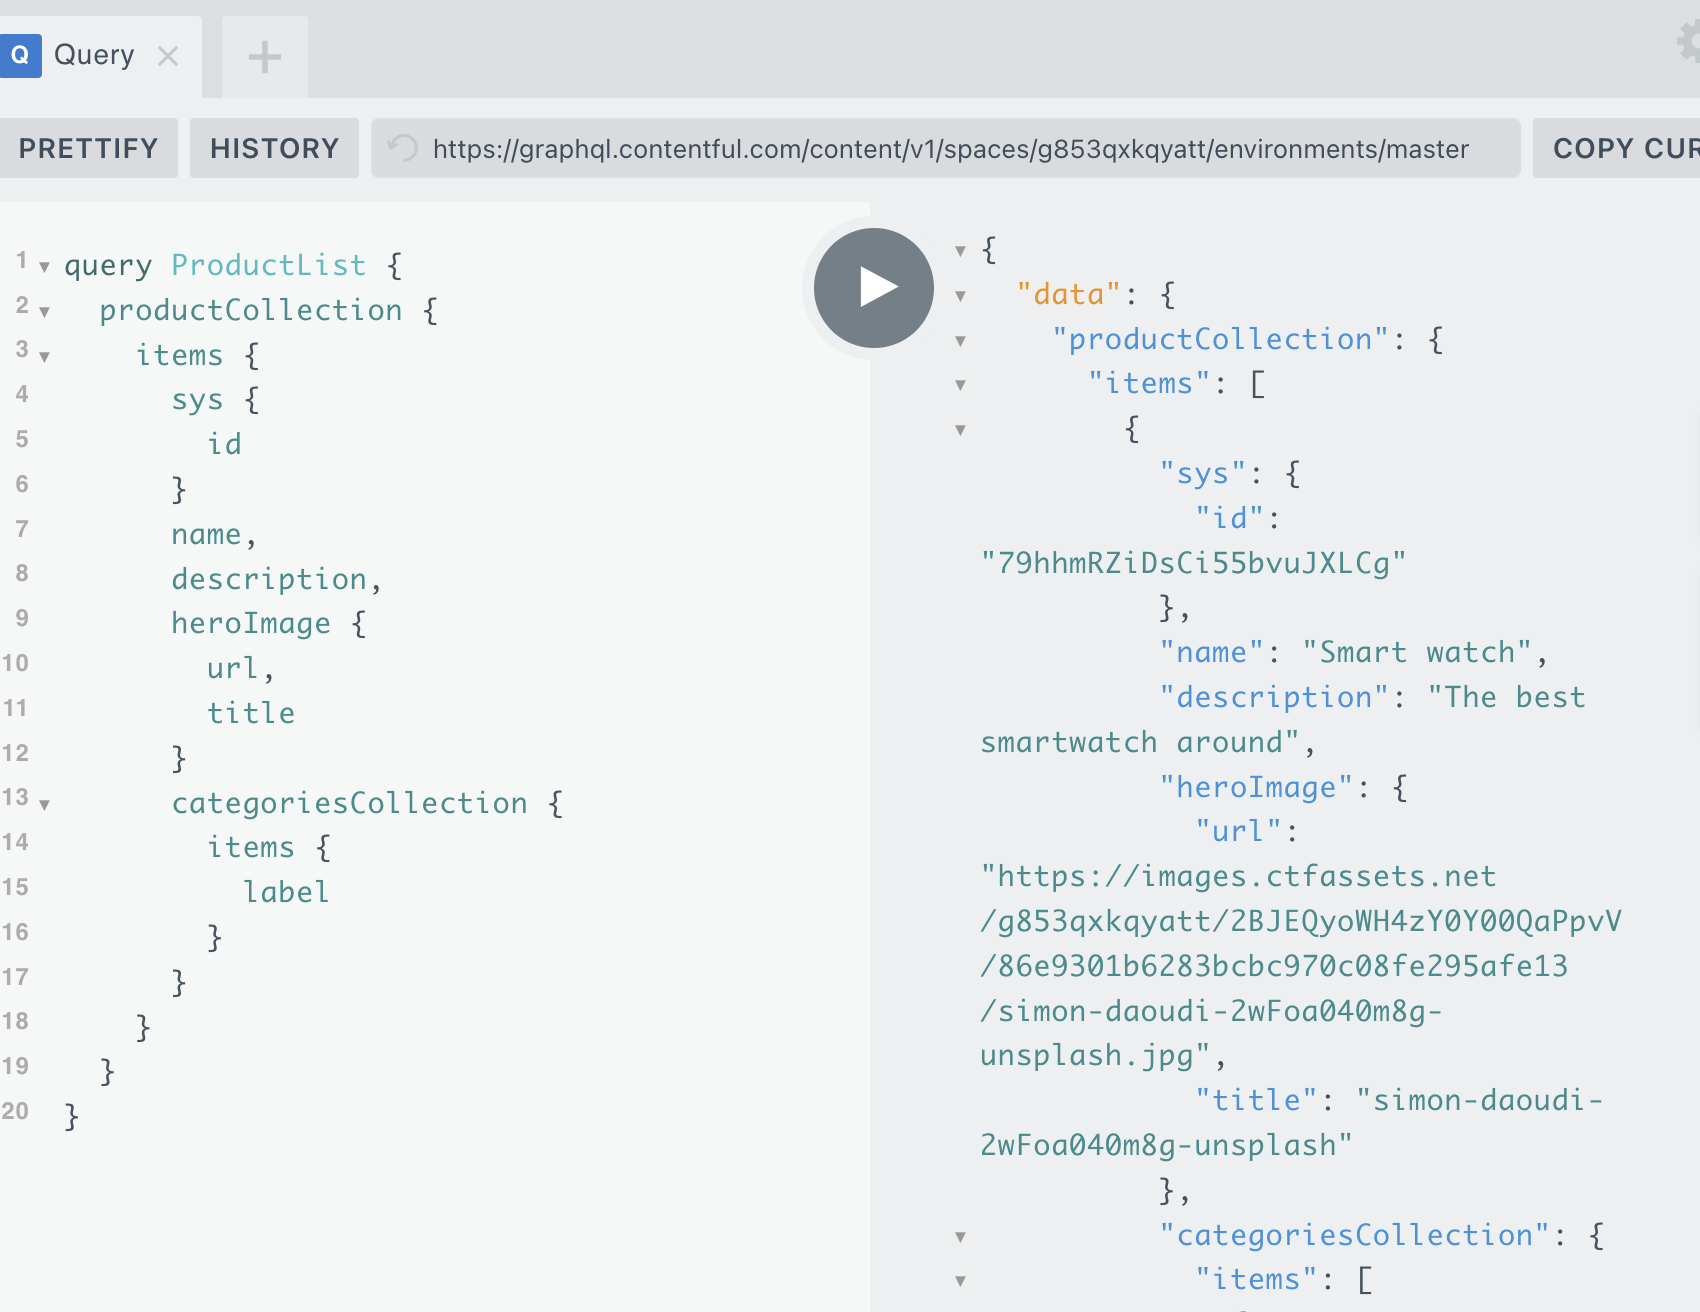 Q Query
PRETTIFY HISTORY https://graphql.contentful.com/content/v1/spaces/g853qxkqyatt/environments/master COPY CUR
1 query ProductList {
2 productCollection {
3 items {
4 sys {
5 id
6 }
7 name,
8 description,
9 heroImage {
10 url,
11 title
12 }
13 categoriesCollection {
14 items {
15 label
16 }
17 }
18 }
19 }
20 }
{
"data": {
"productCollection": {
"items": [
{
"sys": {
"id":
"79hhmRZiDsCi55bvuJXLCg"
},
"name": "Smart watch",
"description": "The best
smartwatch around",
"heroImage": {
"url":
"https://images.ctfassets.net
/g853qxkqyatt/2BJEQyoWH4zY0Y00QaPpvV
/86e9301b6283bcbc970c08fe295afe13
/simon-daoudi-2wFoa040m8g-
unsplash.jpg",
"title": "simon-daoudi-
2wFoa040m8g-unsplash"
},
"categoriesCollection": {
"items": [